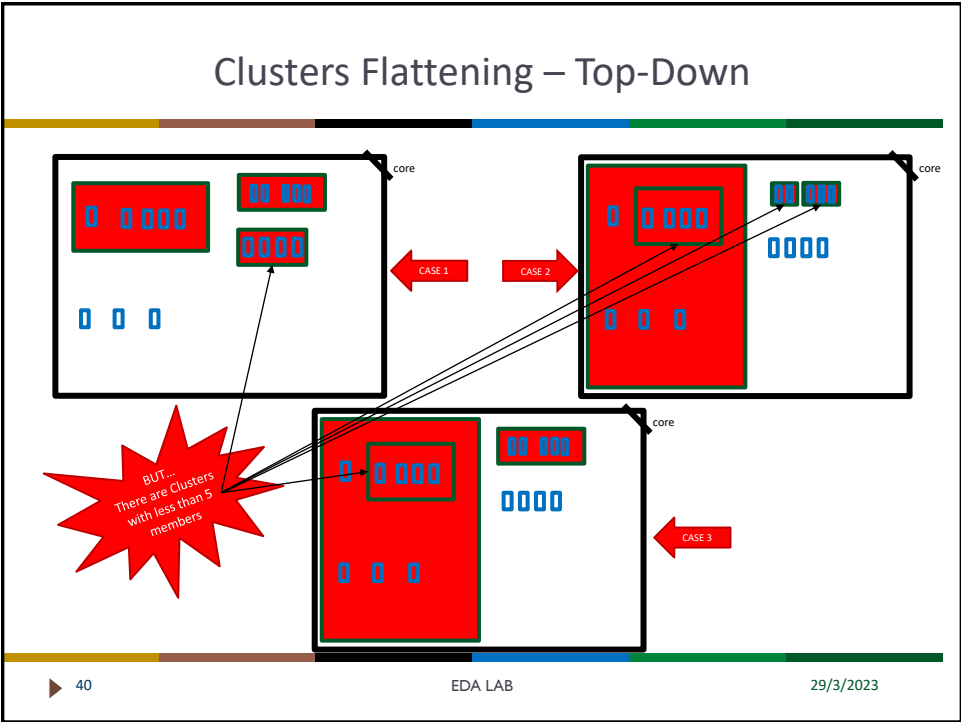 Clusters Flattening – Top-Down
core
core
CASE 1
CASE 2
core
BUT…
There are Clusters
with less than 5
members
CASE 3
40
EDA LAB
29/3/2023